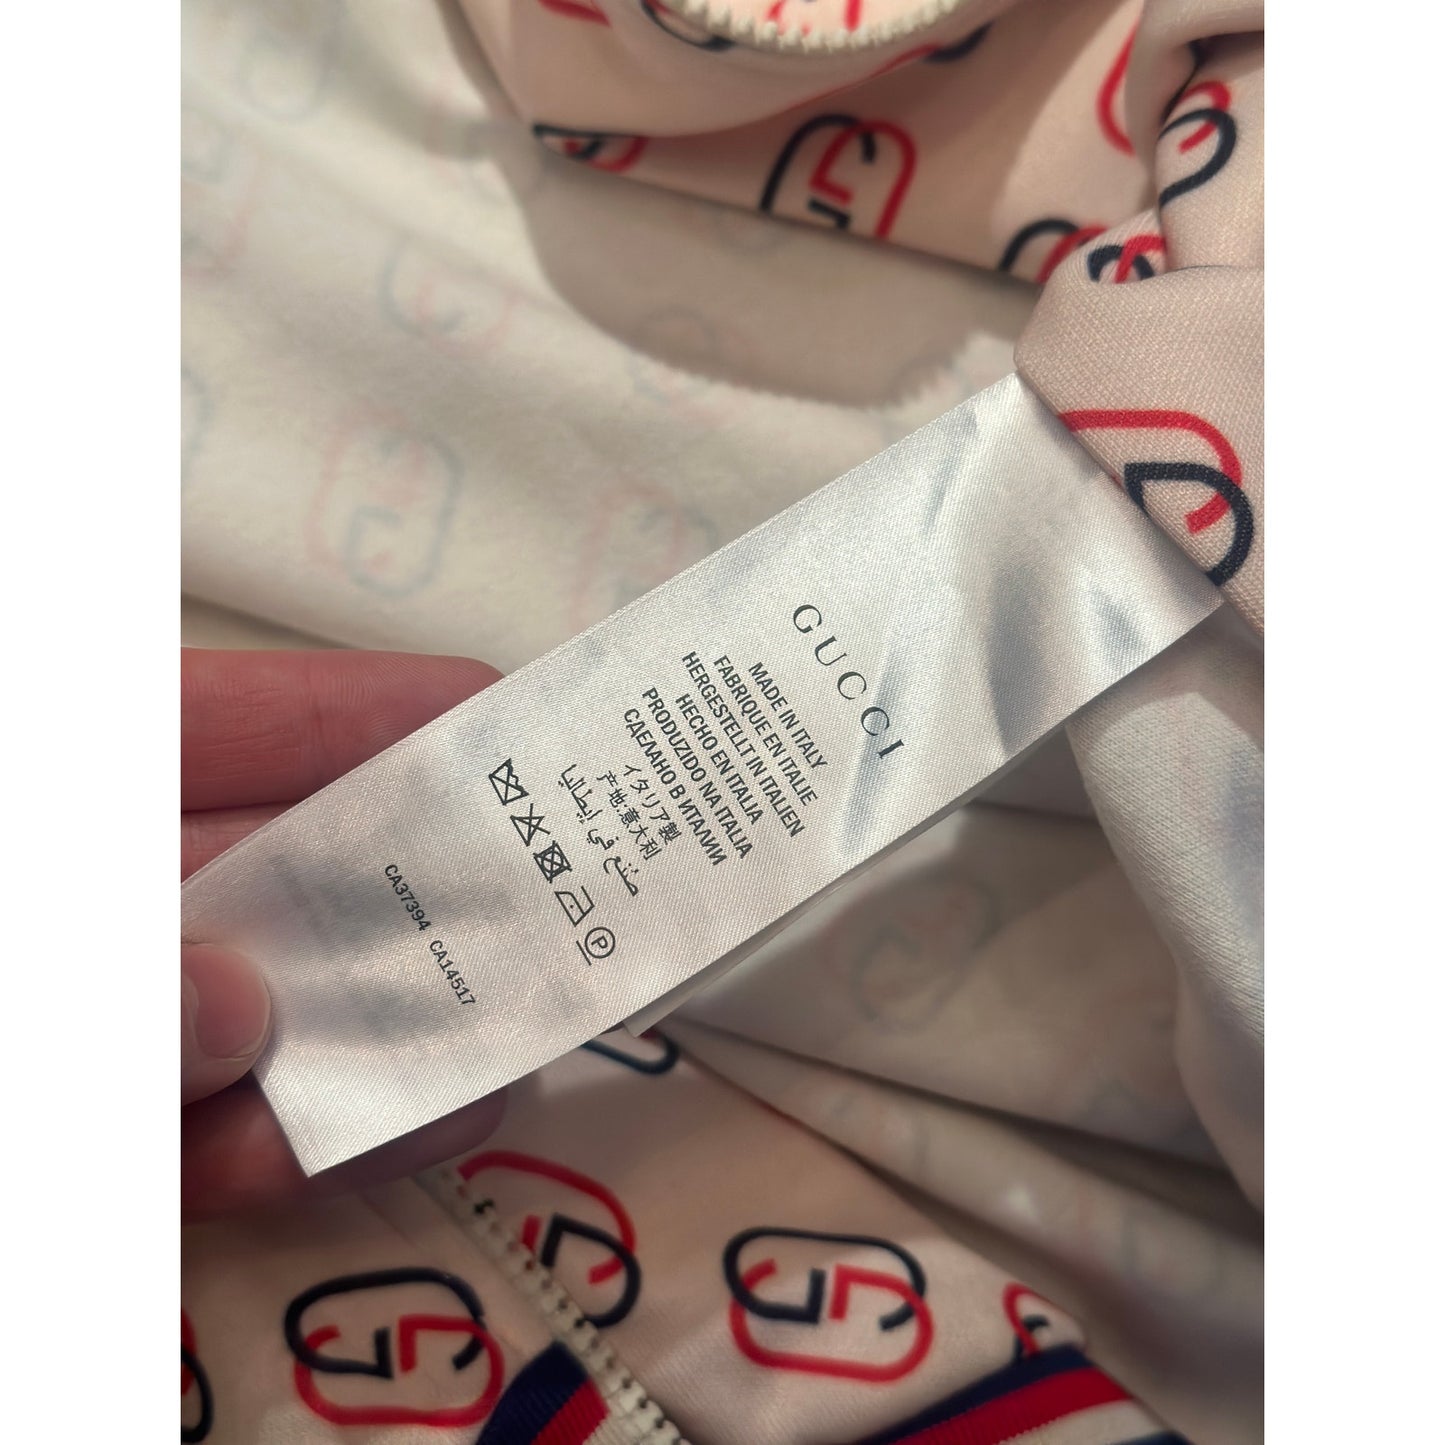 GUCCI
MADE IN ITALY
FABRIQUE EN ITALIE
HERGESTELLT IN ITALIEN
HECHO EN ITALIA
PRODUZIDO NA ITALIA
СДЕЛАНО В ИТАЛИИ
イタリア製
产地:意大利
صنع في إيطاليا
P
CA37394 CA14517